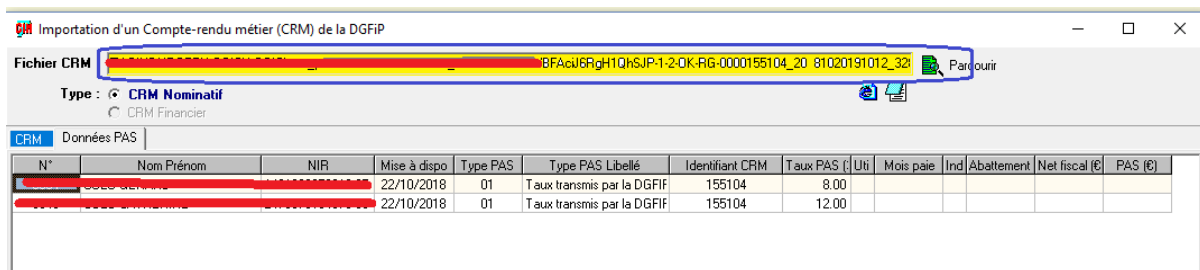 Importation d'un Compte-rendu métier (CRM) de la DGFiP
Fichier CRM /BFAciJ6RgH1QhSJP-1-2-OK-RG-0000155104_20 81020191012_32 Parcourir
Type : CRM Nominatif
CRM Financier
CRM Données PAS
N° Nom Prénom NIR Mise à dispo Type PAS Type PAS Libellé Identifiant CRM Taux PAS (: Uti Mois paie Ind Abattement Net fiscal (€ PAS (€)
22/10/2018 01 Taux transmis par la DGFIF 155104 8.00
22/10/2018 01 Taux transmis par la DGFIF 155104 12.00